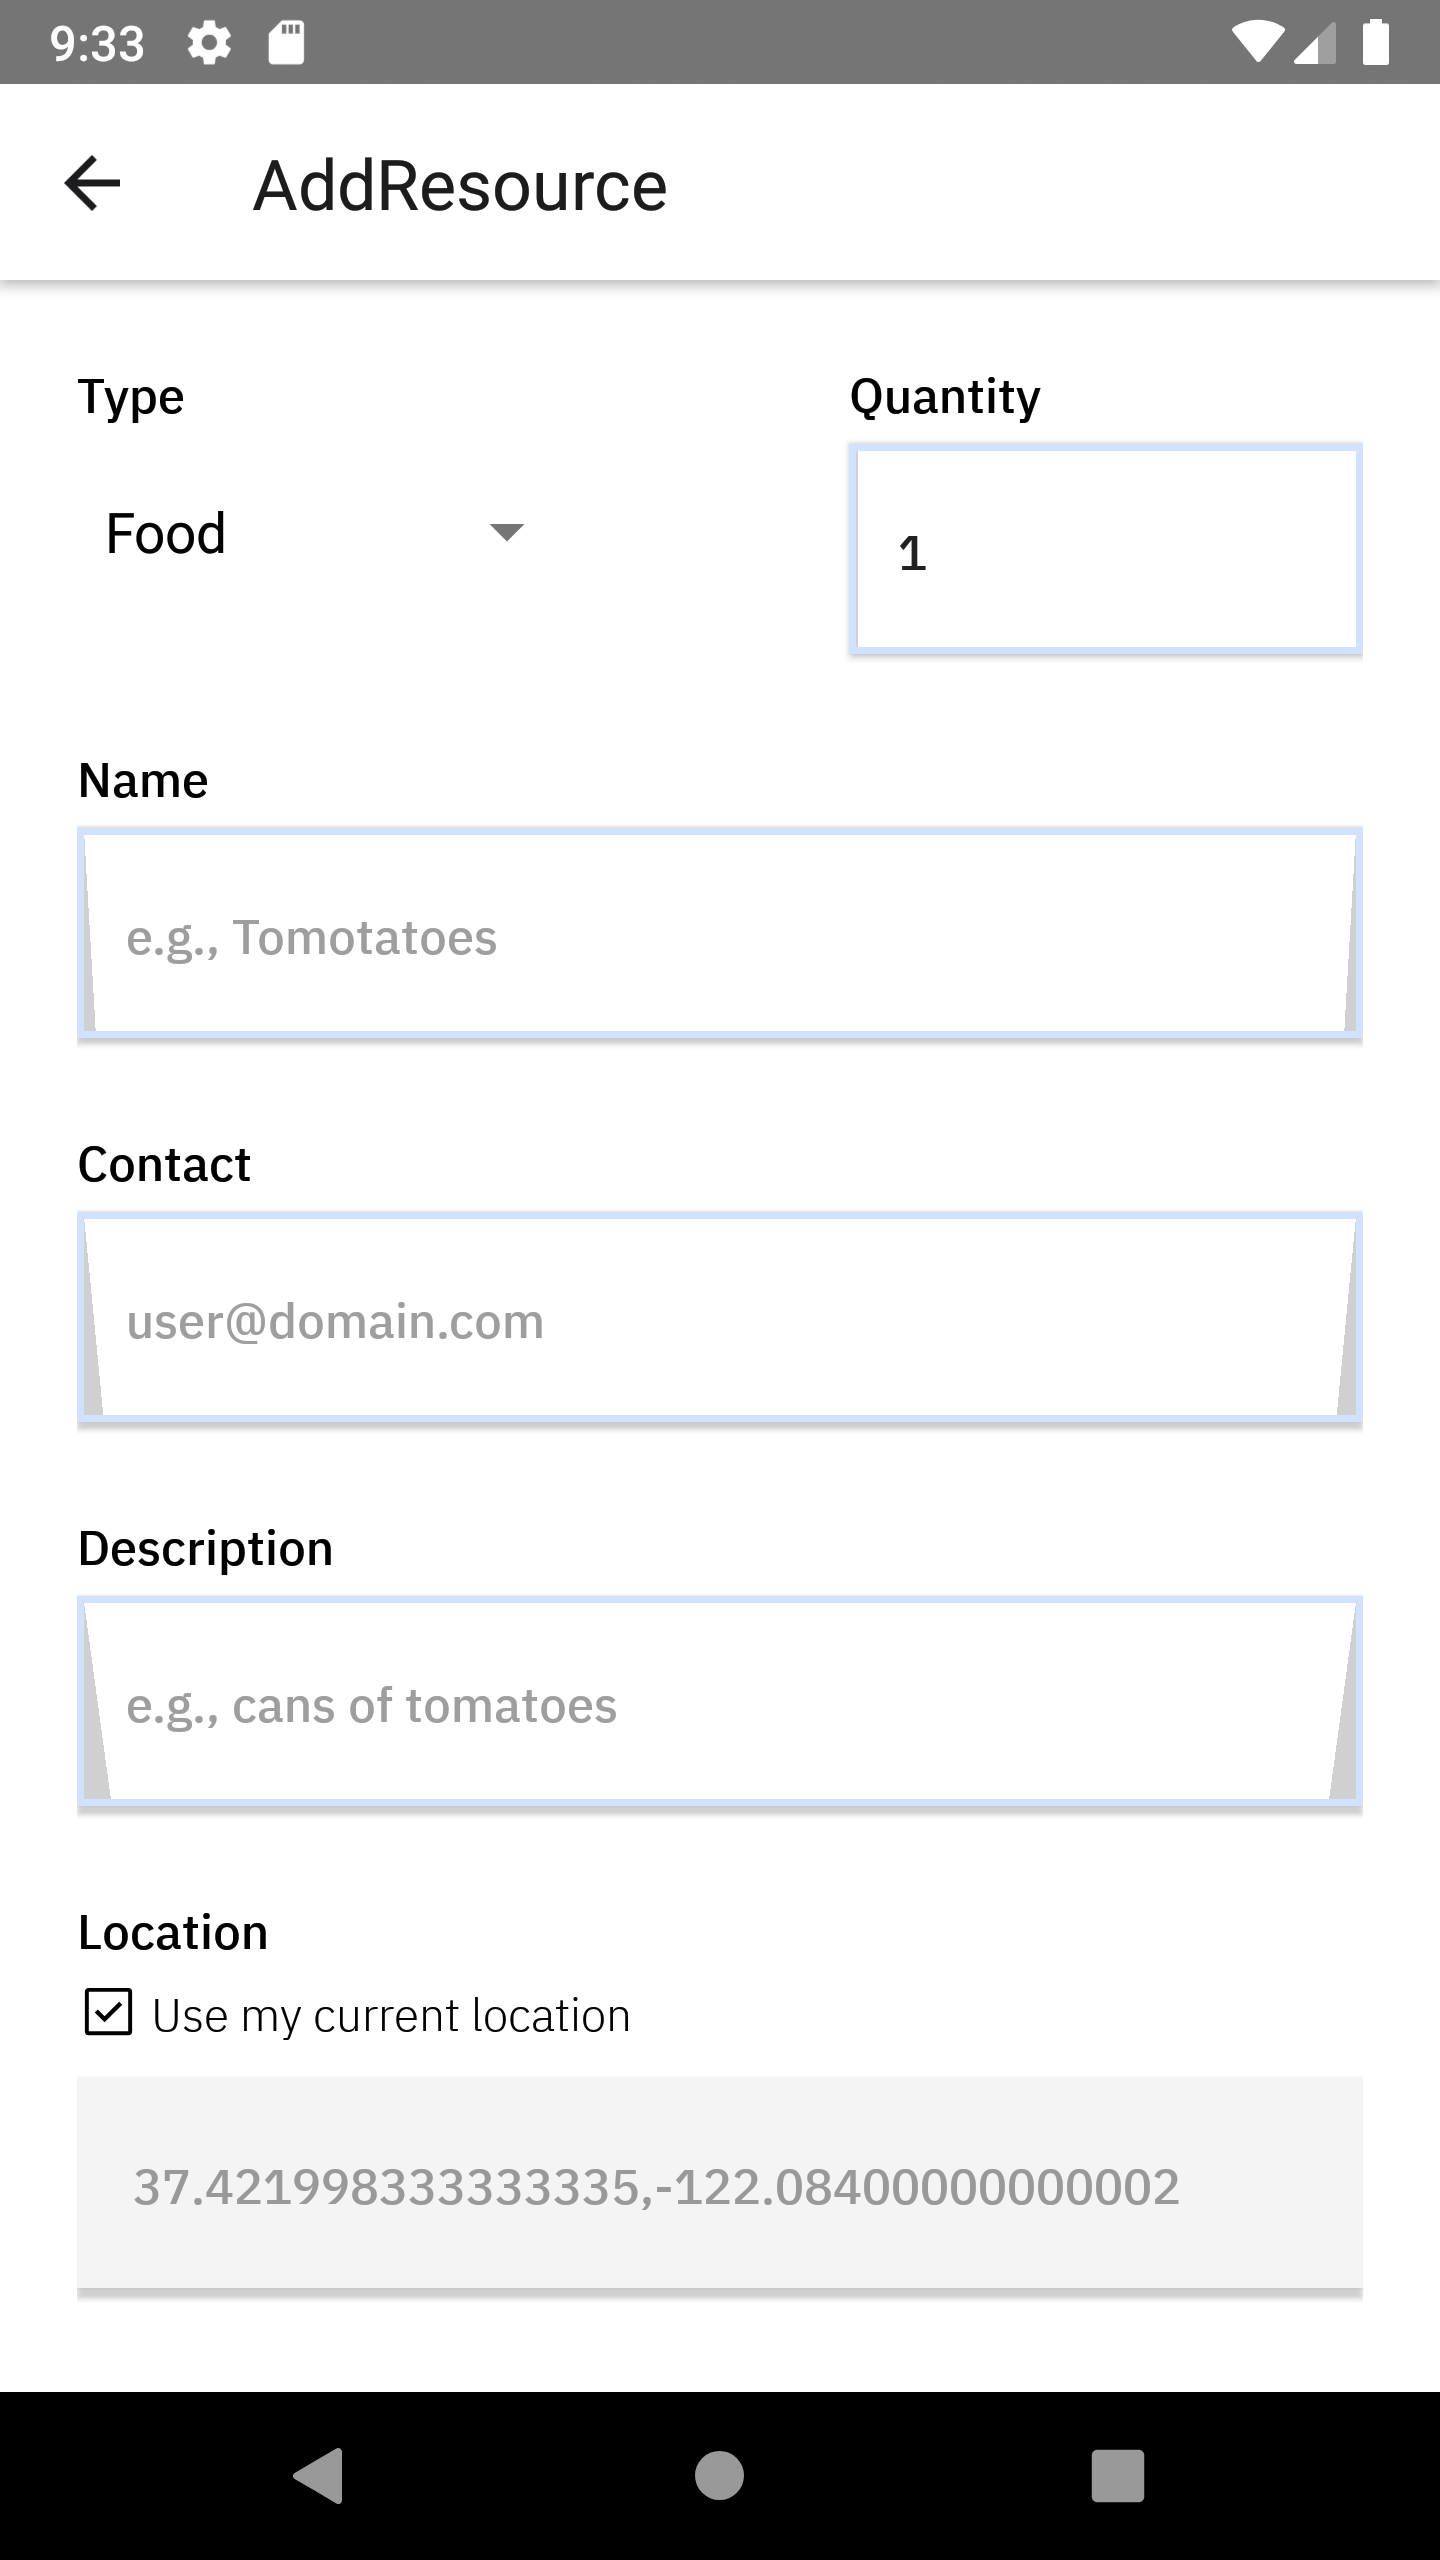 9:33
AddResource
Type
Quantity
Food
1
Name
e.g., Tomotatoes
Contact
user@domain.com
Description
e.g., cans of tomatoes
Location
Use my current location
37.421998333333335,-122.08400000000002